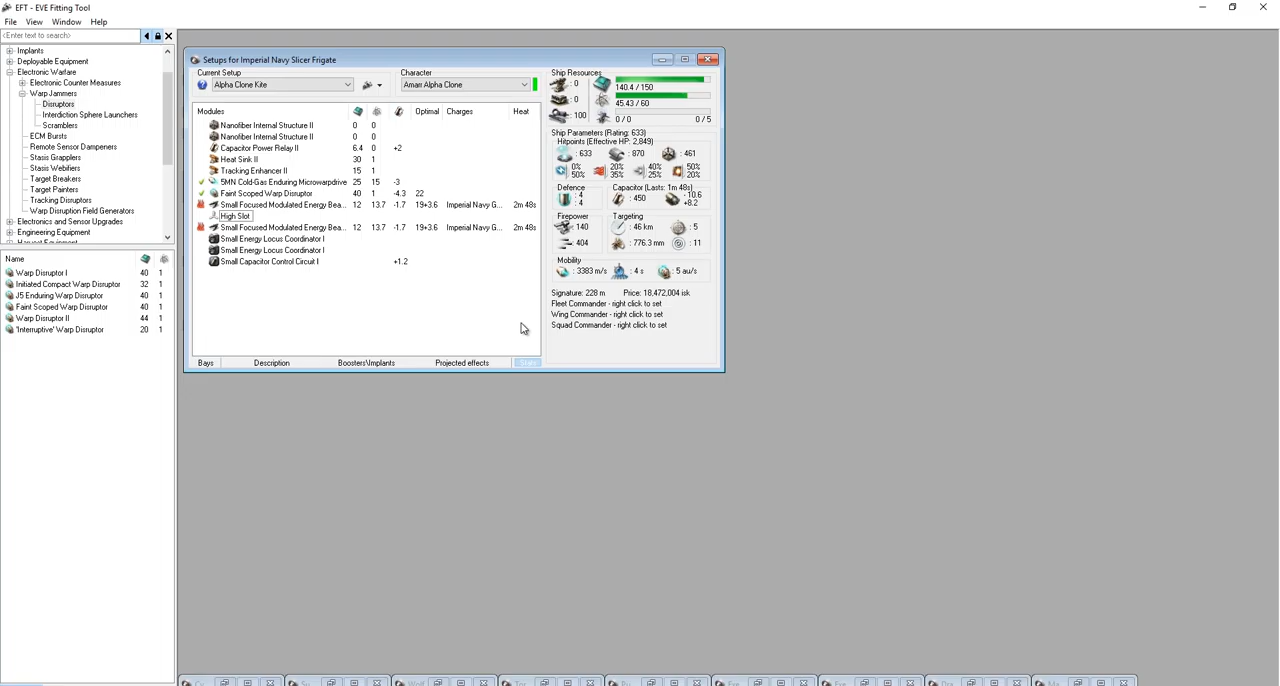 EFT - EVE Fitting Tool
File View Window Help
<Enter text to search>
Implants
Deployable Equipment
Electronic Warfare
Electronic Counter Measures
Warp Jammers
Disruptors
Interdiction Sphere Launchers
Scramblers
ECM Bursts
Remote Sensor Dampeners
Stasis Grapplers
Stasis Webifiers
Target Breakers
Target Painters
Tracking Disruptors
Warp Disruption Field Generators
Electronics and Sensor Upgrades
Engineering Equipment
Harvest Equipment
Name
Warp Disruptor I 40 1
Initiated Compact Warp Disruptor 32 1
J5 Enduring Warp Disruptor 40 1
Faint Scoped Warp Disruptor 40 1
Warp Disruptor II 44 1
'Interruptive' Warp Disruptor 20 1
Setups for Imperial Navy Slicer Frigate
Current Setup
Alpha Clone Kite
Character
Amarr Alpha Clone
Modules Optimal Charges Heat
Nanofiber Internal Structure II 0 0
Nanofiber Internal Structure II 0 0
Capacitor Power Relay II 6.4 0 +2
Heat Sink II 30 1
Tracking Enhancer II 15 1
5MN Cold-Gas Enduring Microwarpdrive 25 15 -3
Faint Scoped Warp Disruptor 40 1 -4.3 22
Small Focused Modulated Energy Bea... 12 13.7 -1.7 19+3.6 Imperial Navy G... 2m 48s
High Slot
Small Focused Modulated Energy Bea... 12 13.7 -1.7 19+3.6 Imperial Navy G... 2m 48s
Small Energy Locus Coordinator I
Small Energy Locus Coordinator I
Small Capacitor Control Circuit I +1.2
Bays Description Boosters\Implants Projected effects Stats
Ship Resources
: 0 140.4 / 150
: 0 45.43 / 60
: 100 0 / 0 0 / 5
Ship Parameters (Rating: 633)
Hitpoints (Effective HP: 2,849)
: 633 : 870 : 461
0% 20% 40% 50%
50% 35% 25% 20%
Defence
: 4
: 4
Capacitor (Lasts: 1m 48s)
: 450 -10.6
+8.2
Firepower
: 140
: 404
Targeting
: 46 km : 5
: 776.3 mm : 11
Mobility
: 3383 m/s : 4 s : 5 au/s
Signature: 228 m Price: 18,472,004 isk
Fleet Commander - right click to set
Wing Commander - right click to set
Squad Commander - right click to set